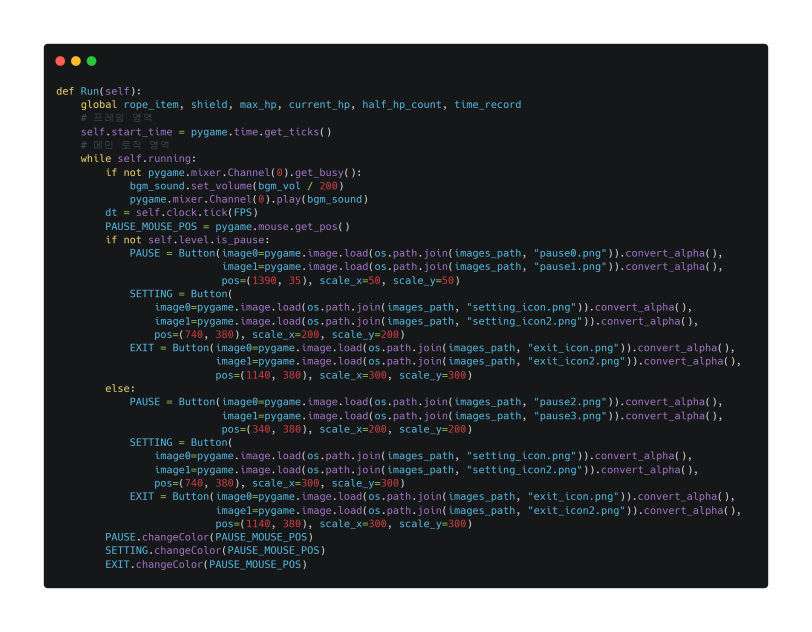 def Run(self):
    global rope_item, shield, max_hp, current_hp, half_hp_count, time_record
    # 프레임 영역
    self.start_time = pygame.time.get_ticks()
    # 메인 로직 영역
    while self.running:
        if not pygame.mixer.Channel(0).get_busy():
            bgm_sound.set_volume(bgm_vol / 200)
            pygame.mixer.Channel(0).play(bgm_sound)
        dt = self.clock.tick(FPS)
        PAUSE_MOUSE_POS = pygame.mouse.get_pos()
        if not self.level.is_pause:
            PAUSE = Button(image0=pygame.image.load(os.path.join(images_path, "pause0.png")).convert_alpha(),
                           image1=pygame.image.load(os.path.join(images_path, "pause1.png")).convert_alpha(),
                           pos=(1390, 35), scale_x=50, scale_y=50)
            SETTING = Button(
                image0=pygame.image.load(os.path.join(images_path, "setting_icon.png")).convert_alpha(),
                image1=pygame.image.load(os.path.join(images_path, "setting_icon2.png")).convert_alpha(),
                pos=(740, 380), scale_x=200, scale_y=200)
            EXIT = Button(image0=pygame.image.load(os.path.join(images_path, "exit_icon.png")).convert_alpha(),
                          image1=pygame.image.load(os.path.join(images_path, "exit_icon2.png")).convert_alpha(),
                          pos=(1140, 380), scale_x=300, scale_y=300)
        else:
            PAUSE = Button(image0=pygame.image.load(os.path.join(images_path, "pause2.png")).convert_alpha(),
                           image1=pygame.image.load(os.path.join(images_path, "pause3.png")).convert_alpha(),
                           pos=(340, 380), scale_x=200, scale_y=200)
            SETTING = Button(
                image0=pygame.image.load(os.path.join(images_path, "setting_icon.png")).convert_alpha(),
                image1=pygame.image.load(os.path.join(images_path, "setting_icon2.png")).convert_alpha(),
                pos=(740, 380), scale_x=300, scale_y=300)
            EXIT = Button(image0=pygame.image.load(os.path.join(images_path, "exit_icon.png")).convert_alpha(),
                          image1=pygame.image.load(os.path.join(images_path, "exit_icon2.png")).convert_alpha(),
                          pos=(1140, 380), scale_x=300, scale_y=300)
        PAUSE.changeColor(PAUSE_MOUSE_POS)
        SETTING.changeColor(PAUSE_MOUSE_POS)
        EXIT.changeColor(PAUSE_MOUSE_POS)